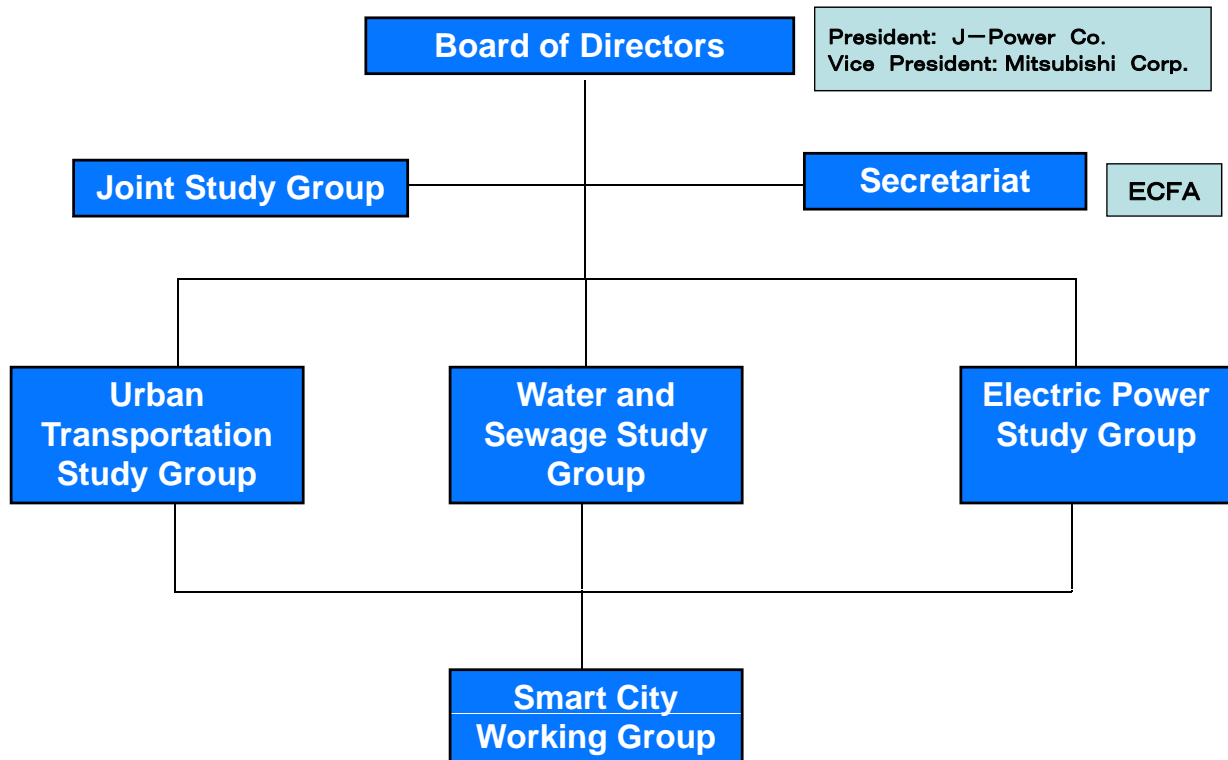 Board of Directors
President: J－Power Co.
Vice President: Mitsubishi Corp.
Joint Study Group
Secretariat
ECFA
Urban
Transportation
Study Group
Water and
Sewage Study
Group
Electric Power
Study Group
Smart City
Working Group